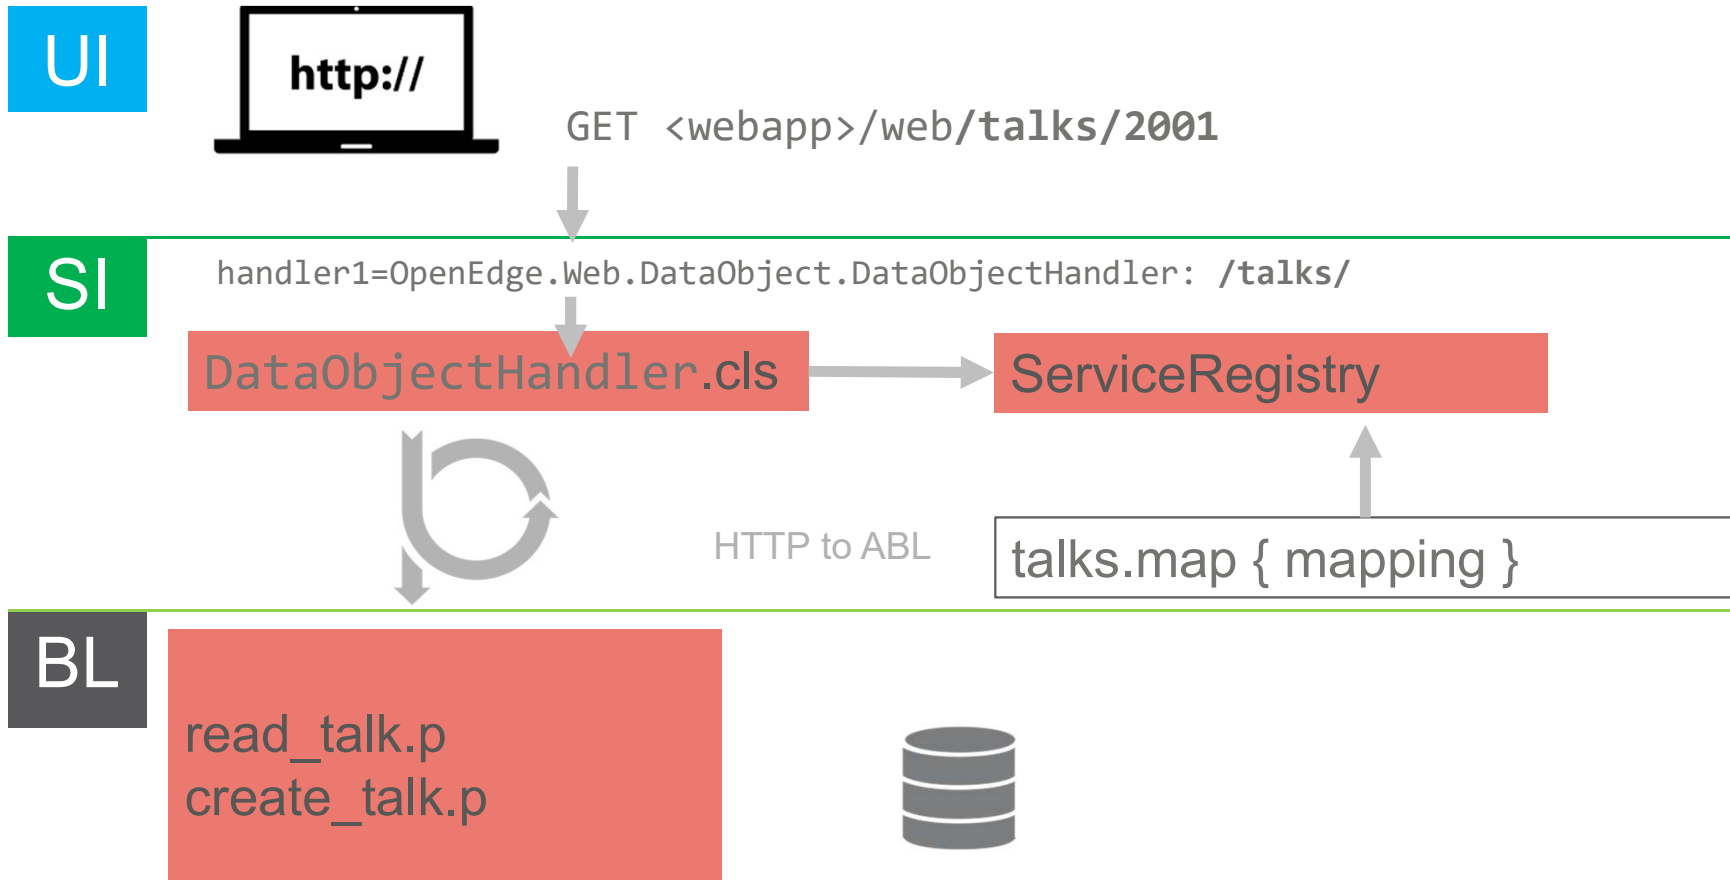 UI
http://
GET <webapp>/web/talks/2001
SI
handler1=OpenEdge.Web.DataObject.DataObjectHandler: /talks/
DataObjectHandler.cls
ServiceRegistry
HTTP to ABL
talks.map { mapping }
BL
read_talk.p
create_talk.p